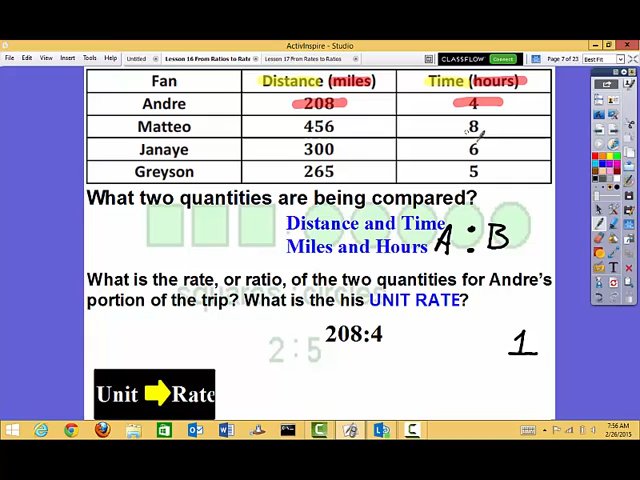 ActivInspire - Studio
File Edit View Insert Tools Help Untitled Lesson 16 From Ratios to Rate Lesson 17 From Rates to Ratios CLASSFLOW Connect Page 7 of 23 Best Fit
Fan Distance (miles) Time (hours)
Andre 208 4
Matteo 456 8
Janaye 300 6
Greyson 265 5
What two quantities are being compared?
Distance and Time
Miles and Hours A : B
What is the rate, or ratio, of the two quantities for Andre's
portion of the trip? What is the his UNIT RATE?
squares : circles
208:4
2 : 5
1
Unit Rate
7:56 AM
2/26/2015